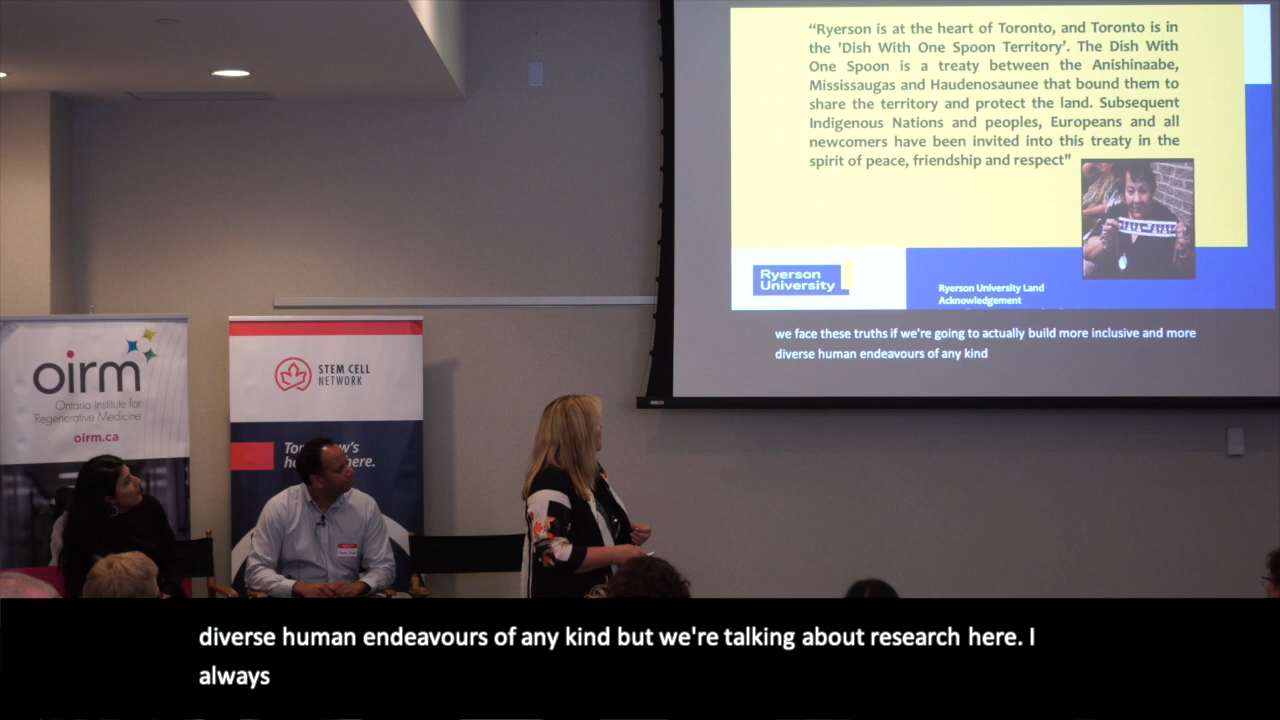 “Ryerson is at the heart of Toronto, and Toronto is in
the 'Dish With One Spoon Territory’. The Dish With
One Spoon is a treaty between the Anishinaabe,
Mississaugas and Haudenosaunee that bound them to
share the territory and protect the land. Subsequent
Indigenous Nations and peoples, Europeans and all
newcomers have been invited into this treaty in the
spirit of peace, friendship and respect"
Ryerson
University
Ryerson University Land
Acknowledgement
we face these truths if we're going to actually build more inclusive and more
diverse human endeavours of any kind
oirm
Ontario Institute for
Regenerative Medicine
oirm.ca
STEM CELL
NETWORK
diverse human endeavours of any kind but we're talking about research here. I
always